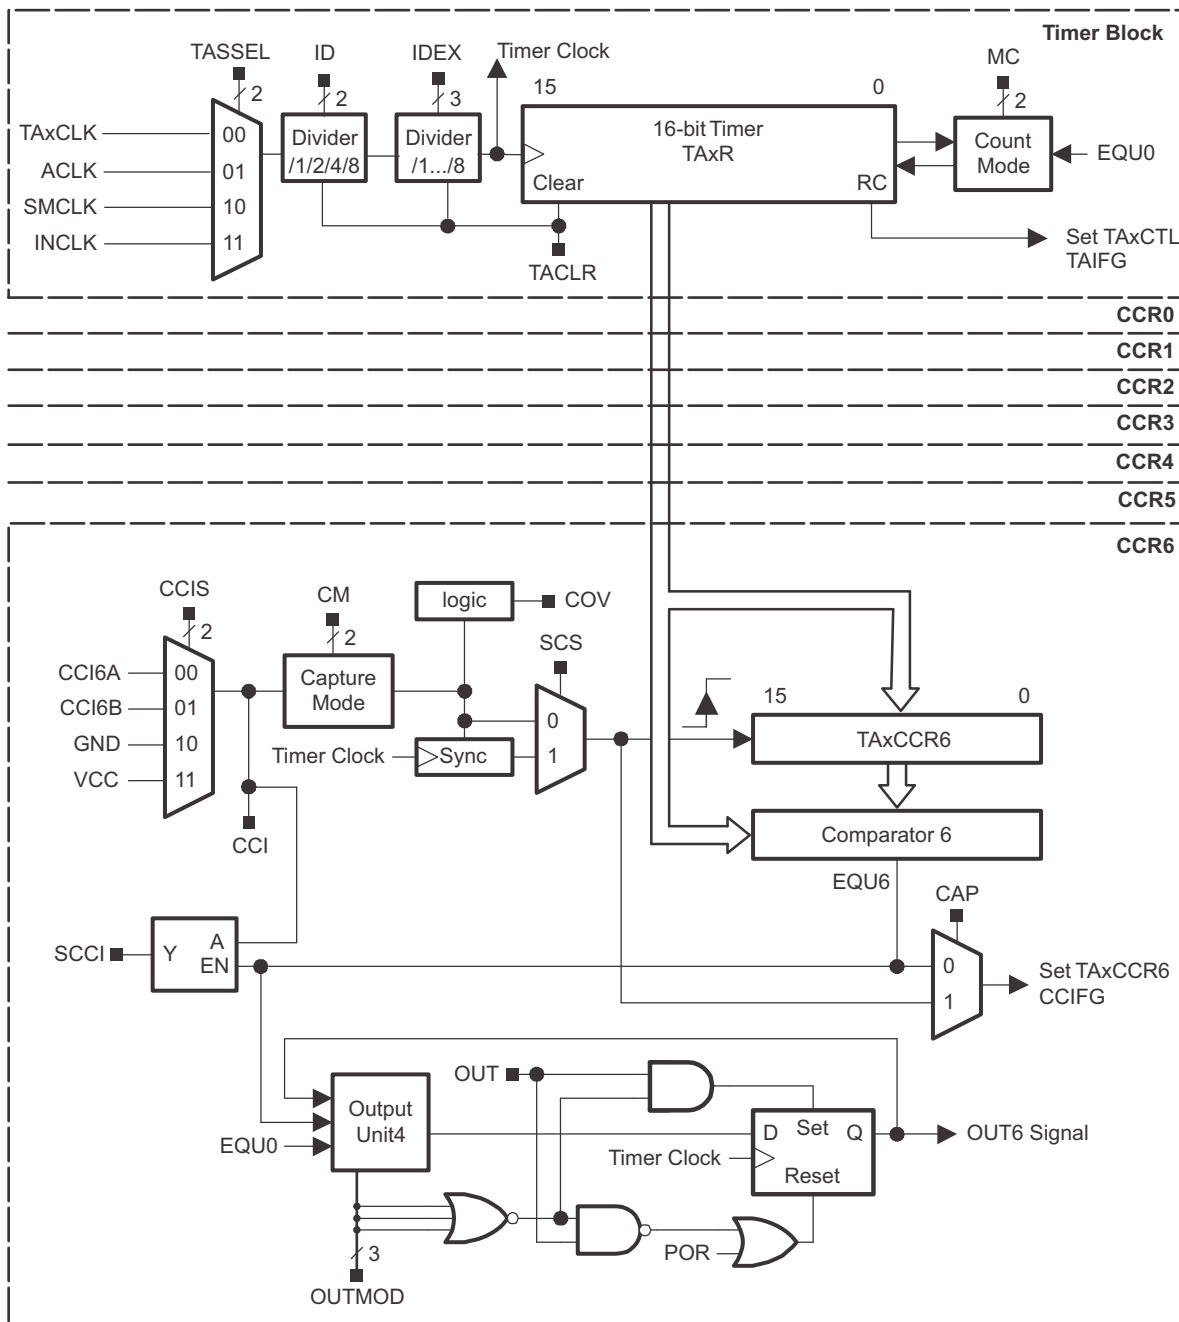 Timer Block
TASSEL
ID
IDEX
Timer Clock
MC
2
2
3
15
0
2
TAxCLK
ACLK
SMCLK
INCLK
00
01
10
11
Divider
/1/2/4/8
Divider
/1.../8
16-bit Timer
TAxR
Clear
RC
Count
Mode
EQU0
TACLR
Set TAxCTL
TAIFG
CCR0
CCR1
CCR2
CCR3
CCR4
CCR5
CCR6
CCIS
2
CM
2
logic
COV
SCS
CCI6A
CCI6B
GND
VCC
00
01
10
11
Capture
Mode
Timer Clock
Sync
0
1
15
0
TAxCCR6
CCI
Comparator 6
EQU6
CAP
SCCI
Y
A
EN
0
1
Set TAxCCR6
CCIFG
OUT
Output
Unit4
EQU0
D
Set
Q
Timer Clock
Reset
OUT6 Signal
3
POR
OUTMOD